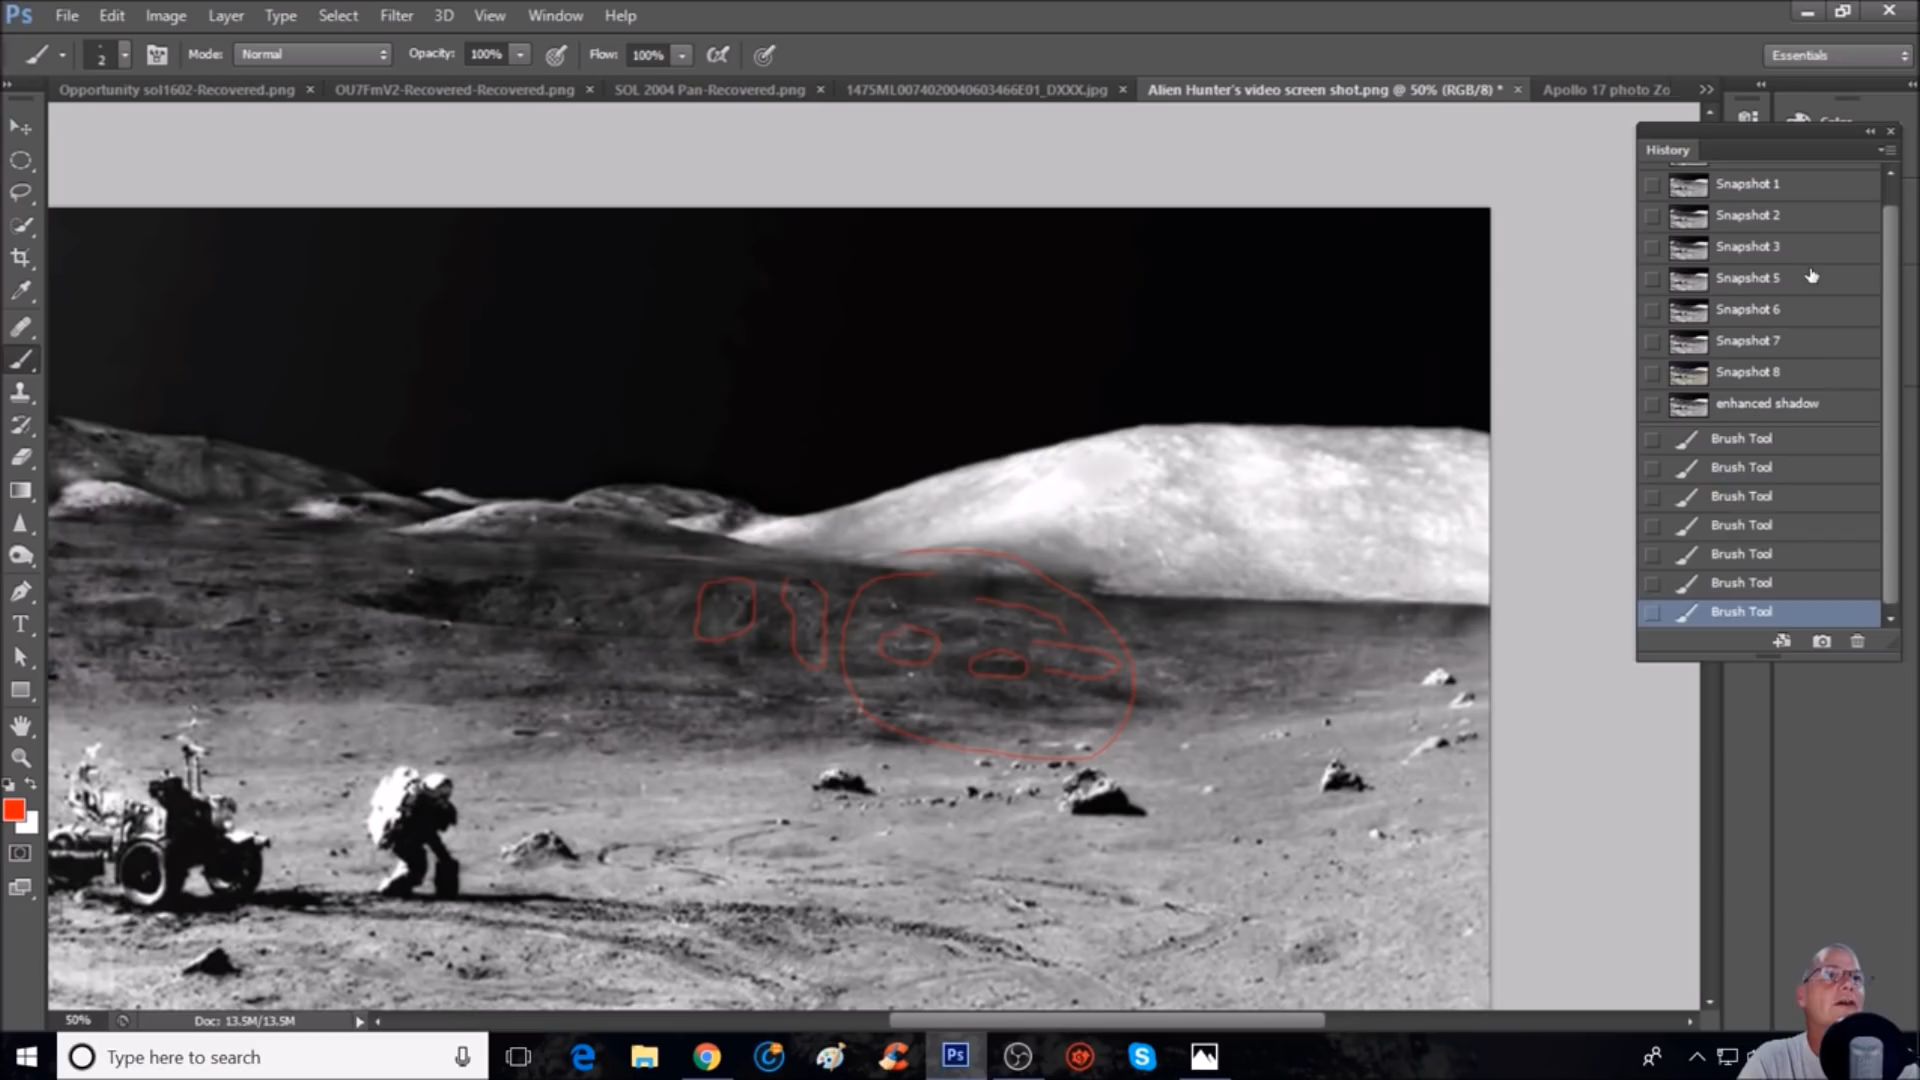 Ps File Edit Image Layer Type Select Filter 3D View Window Help
2 Mode: Normal Opacity: 100% Flow: 100% Essentials
Opportunity sol1602-Recovered.png × OU7FmV2-Recovered-Recovered.png × SOL 2004 Pan-Recovered.png × 1475ML0074020040603466E01_DXXX.jpg × Alien Hunter's video screen shot.png @ 50% (RGB/8) * × Apollo 17 photo Zo >>
Color
History
Snapshot 1
Snapshot 2
Snapshot 3
Snapshot 5
Snapshot 6
Snapshot 7
Snapshot 8
enhanced shadow
Brush Tool
Brush Tool
Brush Tool
Brush Tool
Brush Tool
Brush Tool
Brush Tool
50% Doc: 13.5M/13.5M
Type here to search
Ps